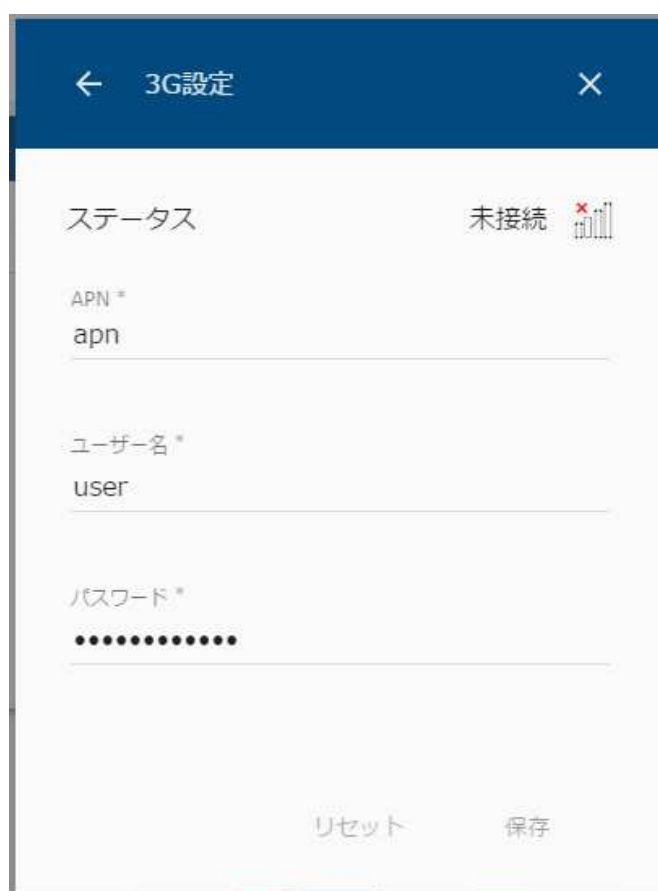 3G設定
ステータス 未接続
APN *
apn
ユーザー名 *
user
パスワード *
••••••••••••
リセット 保存